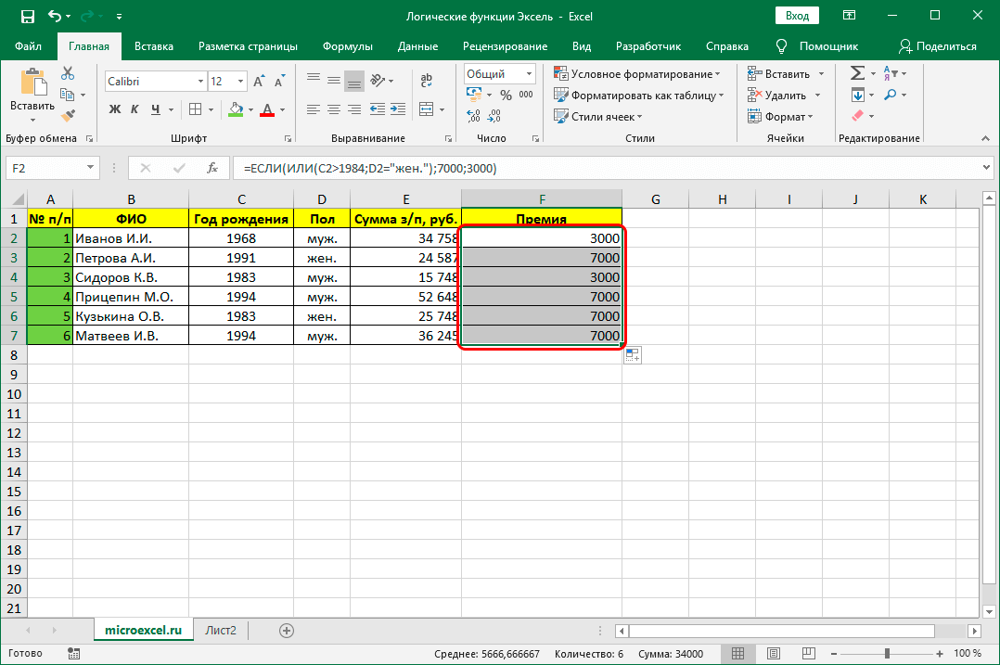 Логические функции Эксель - Excel
Вход
Файл Главная Вставка Разметка страницы Формулы Данные Рецензирование Вид Разработчик Справка Помощник Поделиться
Вставить
Calibri 12
Ж К Ч
Общий
% 000
Условное форматирование
Форматировать как таблицу
Стили ячеек
Вставить
Удалить
Формат
Буфер обмена Шрифт Выравнивание Число Стили Ячейки Редактирование
F2 fx =ЕСЛИ(ИЛИ(C2>1984;D2="жен.");7000;3000)
A B C D E F G H I J K
1 № п/п ФИО Год рождения Пол Сумма з/п, руб. Премия
2 1 Иванов И.И. 1968 муж. 34 758 3000
3 2 Петрова А.И. 1991 жен. 24 587 7000
4 3 Сидоров К.В. 1983 муж. 15 748 3000
5 4 Прицепин М.О. 1994 муж. 52 648 7000
6 5 Кузькина О.В. 1983 жен. 25 748 7000
7 6 Матвеев И.В. 1994 муж. 36 245 7000
8
9
10
11
12
13
14
15
16
17
18
19
20
21
microexcel.ru Лист2
Готово Среднее: 5666,666667 Количество: 6 Сумма: 34000 100 %